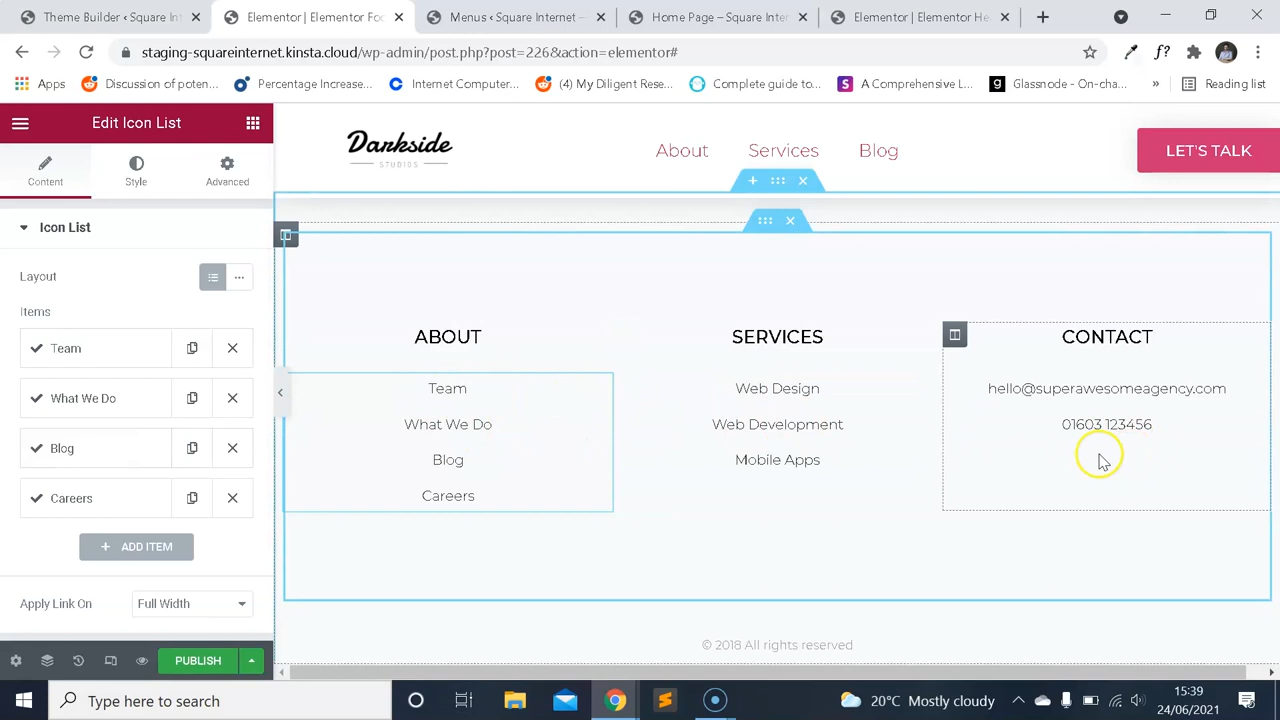 Theme Builder ‹ Square Int
Elementor | Elementor Foo
Menus ‹ Square Internet —
Home Page – Square Inter
Elementor | Elementor He
staging-squareinternet.kinsta.cloud/wp-admin/post.php?post=226&action=elementor#
f?
Apps
Discussion of poten...
Percentage Increase...
Internet Computer...
(4) My Diligent Rese...
Complete guide to...
A Comprehensive L...
Glassnode - On-cha...
»
Reading list
Edit Icon List
Content
Style
Advanced
Icon List
Layout
Items
Team
What We Do
Blog
Careers
+ ADD ITEM
Apply Link On
Full Width
PUBLISH
Darkside
STUDIOS
About
Services
Blog
LET'S TALK
ABOUT
Team
What We Do
Blog
Careers
SERVICES
Web Design
Web Development
Mobile Apps
CONTACT
hello@superawesomeagency.com
01603 123456
© 2018 All rights reserved
Type here to search
20°C Mostly cloudy
15:39
24/06/2021